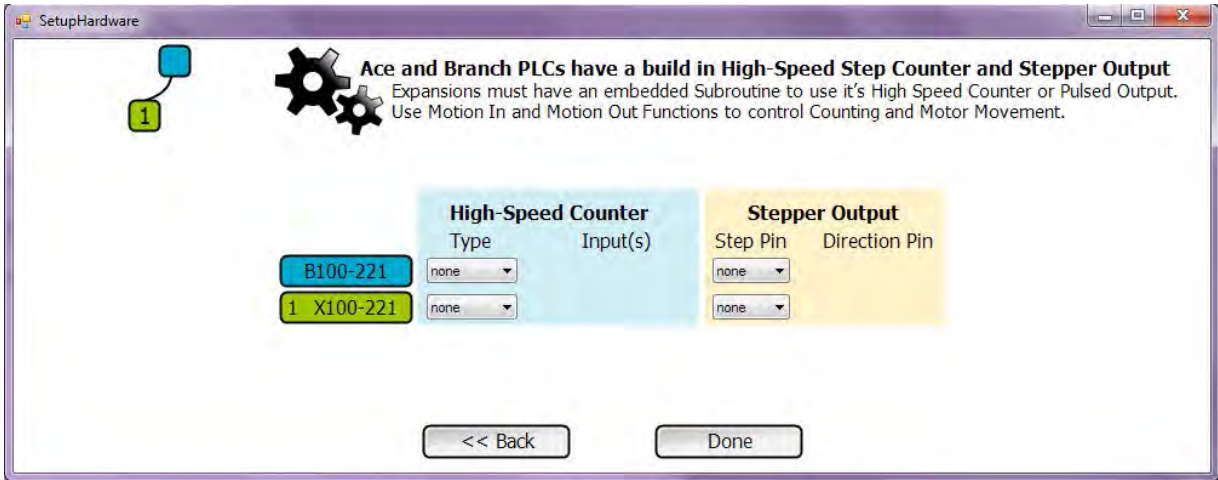 SetupHardware
Ace and Branch PLCs have a build in High-Speed Step Counter and Stepper Output
Expansions must have an embedded Subroutine to use it's High Speed Counter or Pulsed Output.
Use Motion In and Motion Out Functions to control Counting and Motor Movement.
1
High-Speed Counter Stepper Output
Type Input(s) Step Pin Direction Pin
B100-221 none none
1 X100-221 none none
<< Back Done